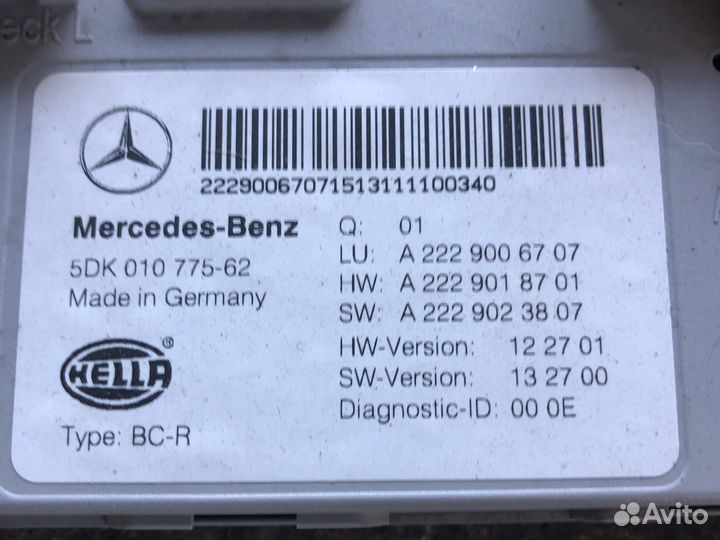 eck L
22290067071513111100340
Mercedes-Benz
5DK 010 775-62
Made in Germany
HELLA ®
Type: BC-R
Q: 01
LU: A 222 900 67 07
HW: A 222 901 87 01
SW: A 222 902 38 07
HW-Version: 12 27 01
SW-Version: 13 27 00
Diagnostic-ID: 00 0E
Avito